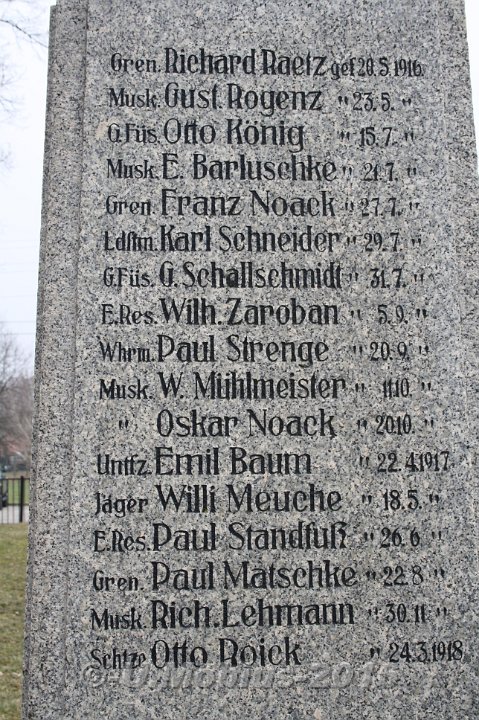 Gren. Richard Raetz gef. 20.5.1916.
Musk. Gust. Rogenz " 23.5. "
G.Füs. Otto König " 15.7. "
Musk. E. Barluschke " 21.7. "
Gren. Franz Noack " 27.7. "
Ldstm. Karl Schneider " 29.7. "
G.Füs. G. Schallschmidt " 31.7. "
E.Res. Wilh. Zaroban " 5.9. "
Whrm. Paul Strenge " 20.9. "
Musk. W. Mühlmeister " 11.10. "
" Oskar Noack " 20.10. "
Untfz. Emil Baum " 22.4.1917.
Jäger Willi Meuche " 18.5. "
E.Res. Paul Standfuß " 26.6. "
Gren. Paul Matschke " 22.8. "
Musk. Rich. Lehmann " 30.11. "
Schtze Otto Roick " 24.3.1918.
© U. Möbius 2015